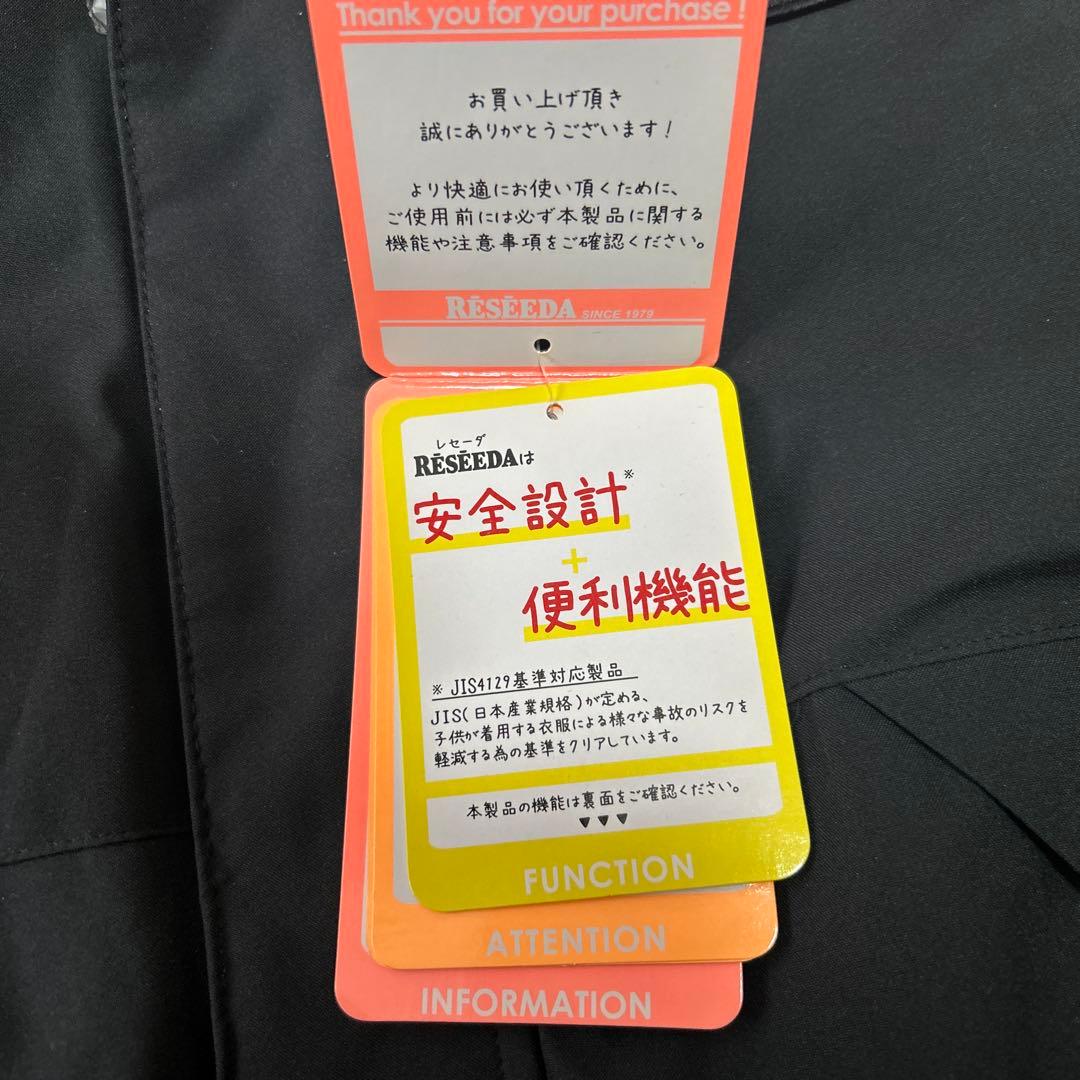 Thank you for your purchase!
お買い上げ頂き
誠にありがとうございます!
より快適にお使い頂くために、
ご使用前には必ず本製品に関する
機能や注意事項をご確認ください。
RĒSĒEDA SINCE 1979
レセーダ
RĒSĒEDAは
安全設計※
+
便利機能
※ JIS4129基準対応製品
JIS(日本産業規格)が定める、
子供が着用する衣服による様々な事故のリスクを
軽減する為の基準をクリアしています。
本製品の機能は裏面をご確認ください。
▼▼▼
FUNCTION
ATTENTION
INFORMATION